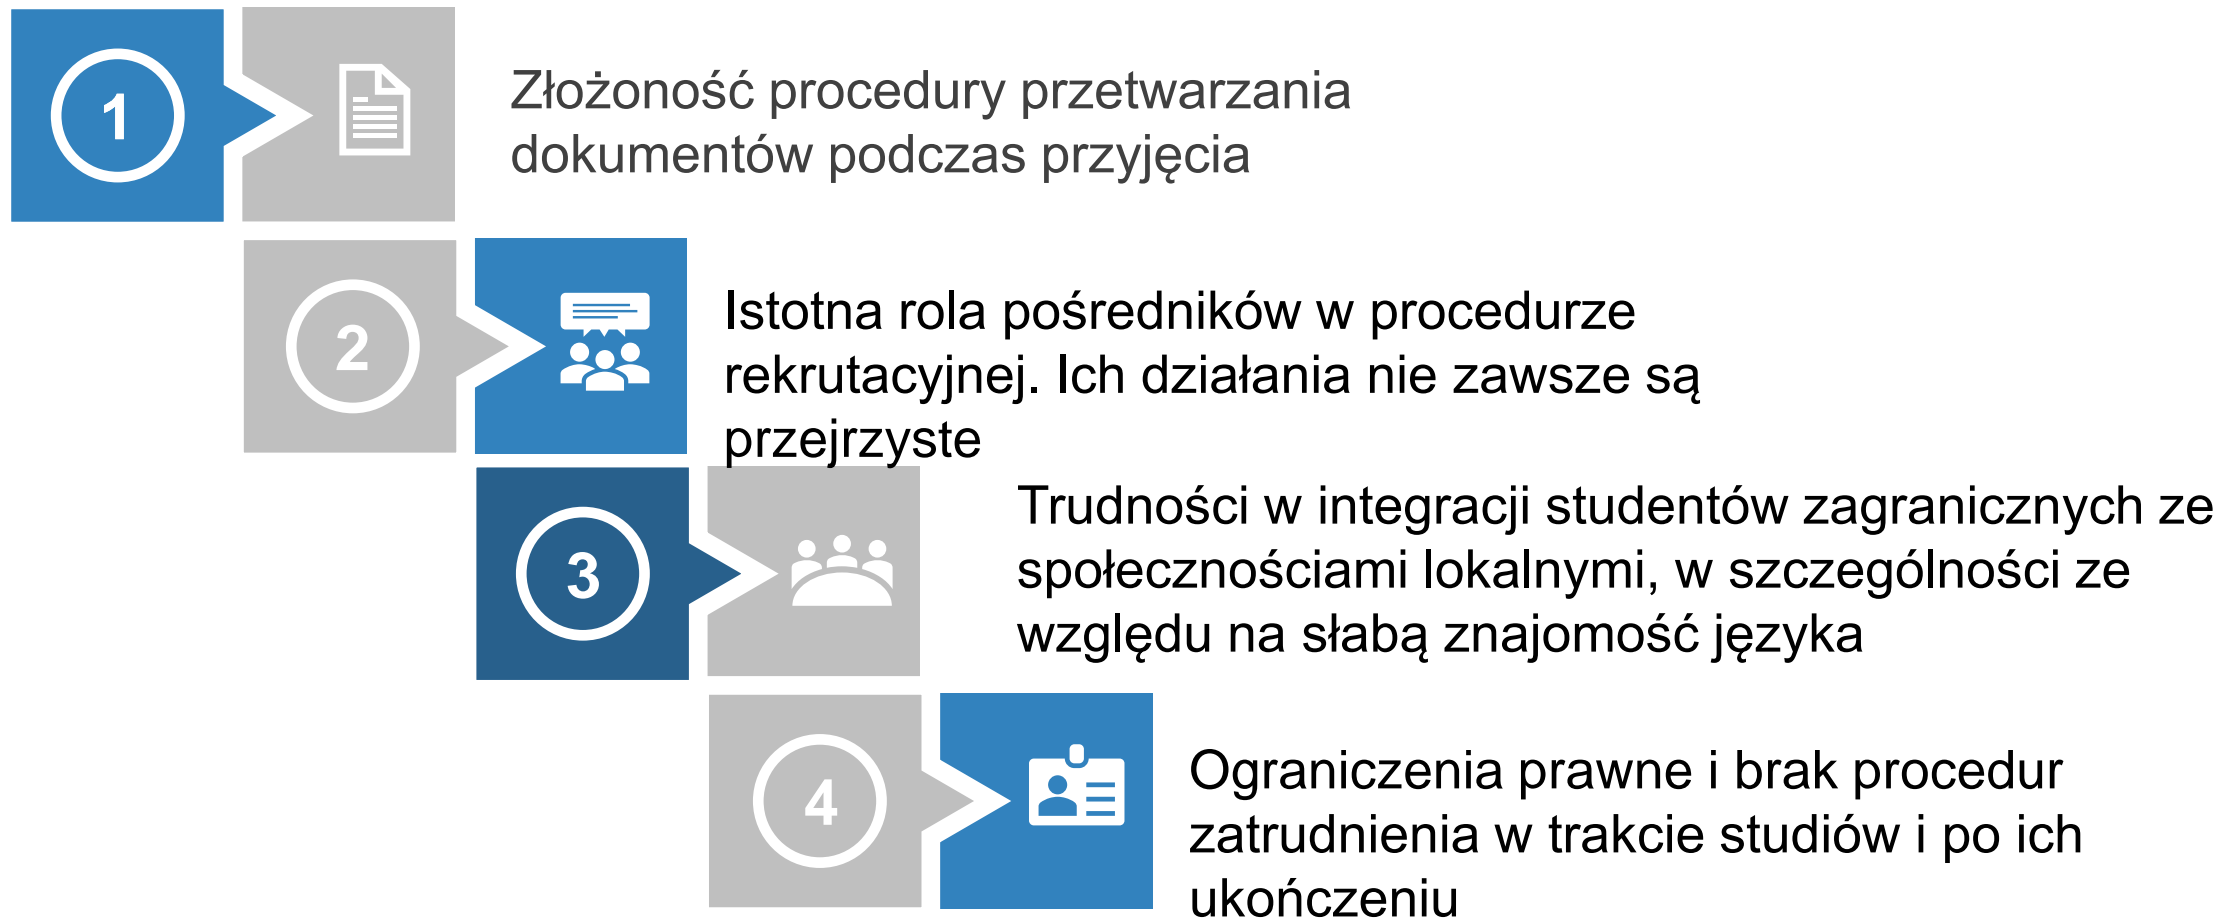 1
Złożoność procedury przetwarzania
dokumentów podczas przyjęcia
2
Istotna rola pośredników w procedurze
rekrutacyjnej. Ich działania nie zawsze są
przejrzyste
3
Trudności w integracji studentów zagranicznych ze
społecznościami lokalnymi, w szczególności ze
względu na słabą znajomość języka
4
Ograniczenia prawne i brak procedur
zatrudnienia w trakcie studiów i po ich
ukończeniu